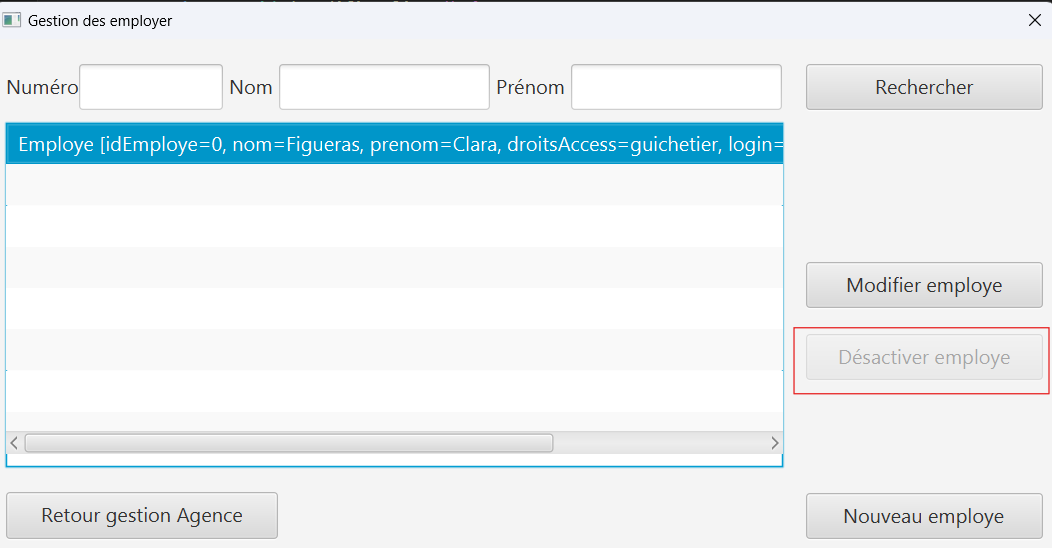 Gestion des employer
Numéro Nom Prénom Rechercher
Employe [idEmploye=0, nom=Figueras, prenom=Clara, droitsAccess=guichetier, login=
Modifier employe
Désactiver employe
Retour gestion Agence Nouveau employe